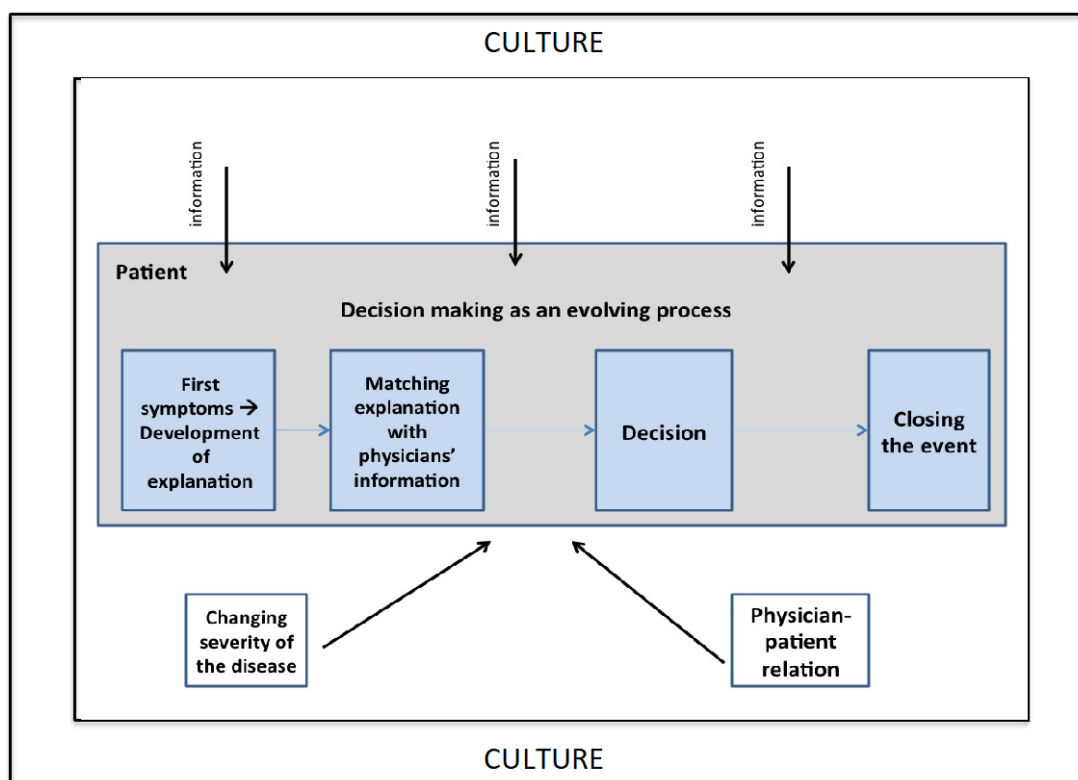 CULTURE
information
information
information
Patient
Decision making as an evolving process
First
symptoms →
Development
of
explanation
Matching
explanation
with
physicians’
information
Decision
Closing
the event
Changing
severity of
the disease
Physician-
patient
relation
CULTURE